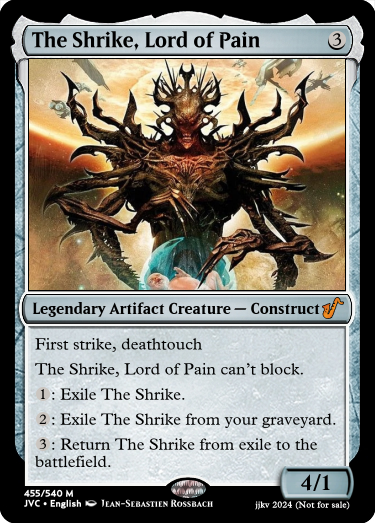 The Shrike, Lord of Pain 3
Legendary Artifact Creature — Construct
First strike, deathtouch
The Shrike, Lord of Pain can't block.
1: Exile The Shrike.
2: Exile The Shrike from your graveyard.
3: Return The Shrike from exile to the
battlefield.
4/1
455/540 M
JVC • English Jean-Sebastien Rossbach
jjkv 2024 (Not for sale)